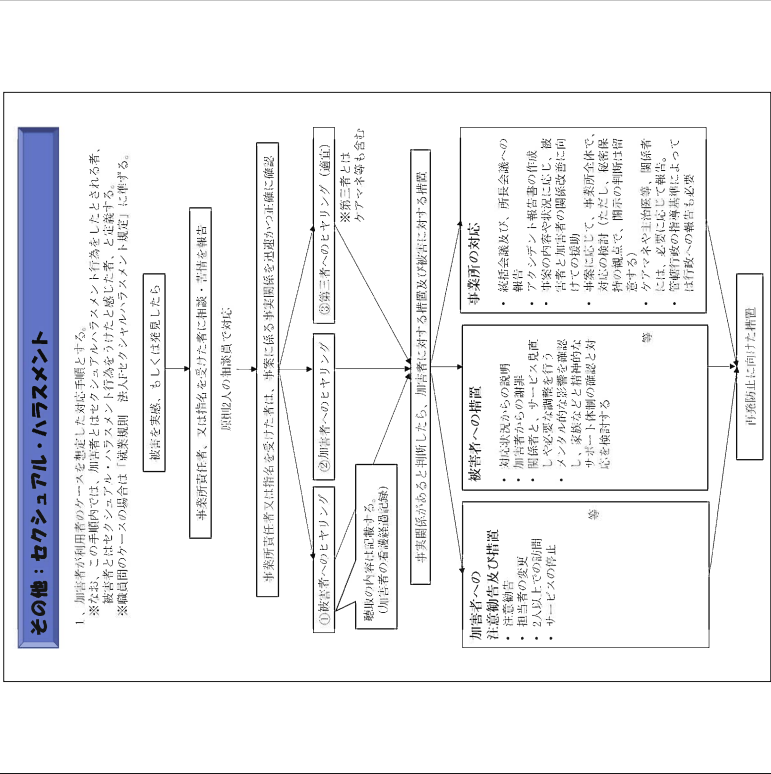 その他：セクシュアル・ハラスメント
1、加害者が利用者のケースを想定した対応手順とする。
※なお、この手順内では、加害者とはセクシュアルハラスメント行為をしたとされる者、
被害者とはセクシュアル・ハラスメント行為をうけたと感じた者、と定義する。
※職員間のケースの場合は「就業規則　法人Fセクシャルハラスメント規定」に準ずる。
被害を実感、もしくは発見したら
事業所責任者、又は指名を受けた者に相談・苦情を報告
原則2人の相談員で対応
事業所責任者又は指名を受けた者は、事案に係る事実関係を迅速かつ正確に確認
①被害者へのヒヤリング
②加害者へのヒヤリング
③第三者へのヒヤリング（適宜）
※第三者とは
ケアマネ等も含む
聴取の内容は記載する。
（加害者の看護経過記録）
事実関係があると判断したら、加害者に対する措置及び被害に対する措置
加害者への
注意勧告及び措置
・注意勧告
・担当者の変更
・2人以上での訪問
・サービスの停止
等
被害者への措置
・対応状況からの説明
・加害者からの謝罪
・関係者と、サービス見直
しや必要な調整を行う
・メンタル的な影響を確認
し、家族などと精神的な
サポート体制の確認と対
応を検討する
等
事業所の対応
・統括会議及び、所長会議への
報告
・アクシデント報告書の作成
・事案の内容や状況に応じ、被
害者と加害者の関係改善に向
けての援助
・事案に応じて、事業所全体で、
対応の検討（ただし、秘密保
持の観点で、開示の判断は留
意する）
・ケアマネや主治医等、関係者
には、必要に応じて報告。
・管轄行政の指導基準によって
は行政への報告も必要
再発防止に向けた措置